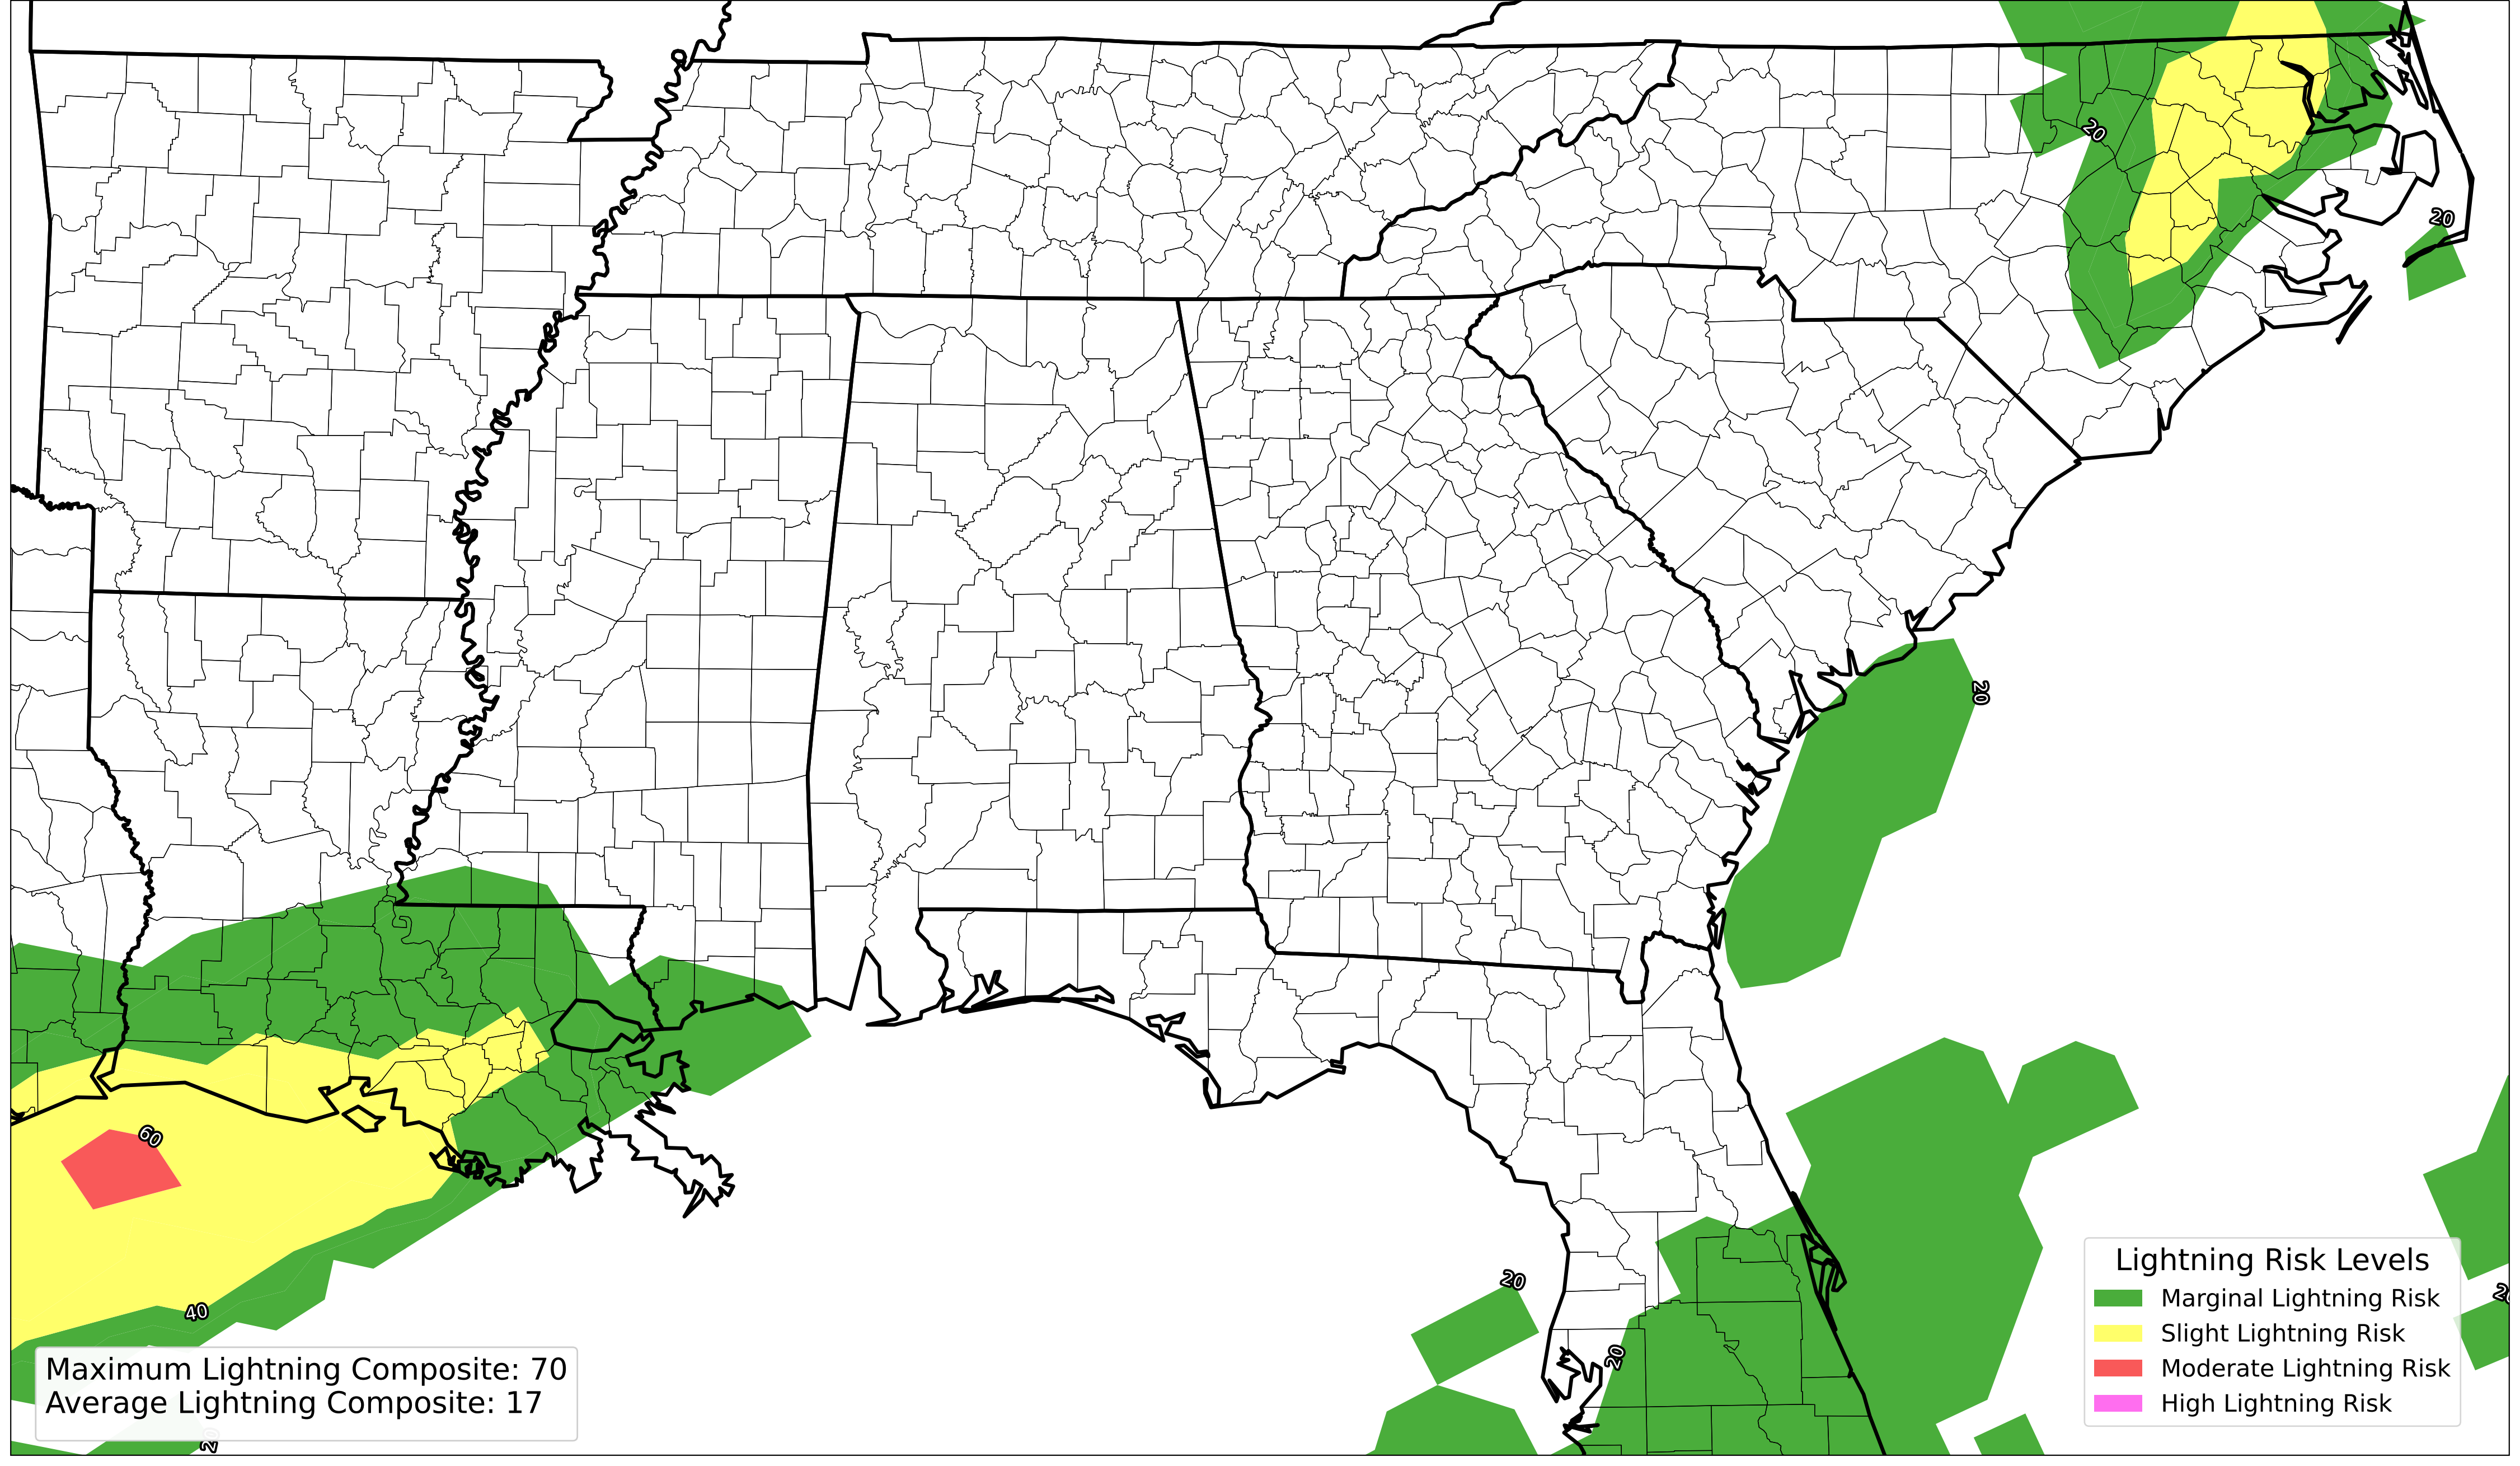 20
20
20
60
20
40
20
20
Lightning Risk Levels
Marginal Lightning Risk
Slight Lightning Risk
Moderate Lightning Risk
High Lightning Risk
Maximum Lightning Composite: 70
Average Lightning Composite: 17